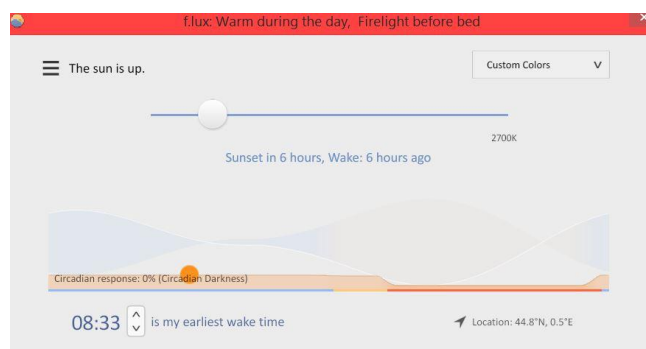 f.lux: Warm during the day, Firelight before bed
The sun is up.
Custom Colors
2700K
Sunset in 6 hours, Wake: 6 hours ago
Circadian response: 0% (Circadian Darkness)
08:33 is my earliest wake time
Location: 44.8°N, 0.5°E